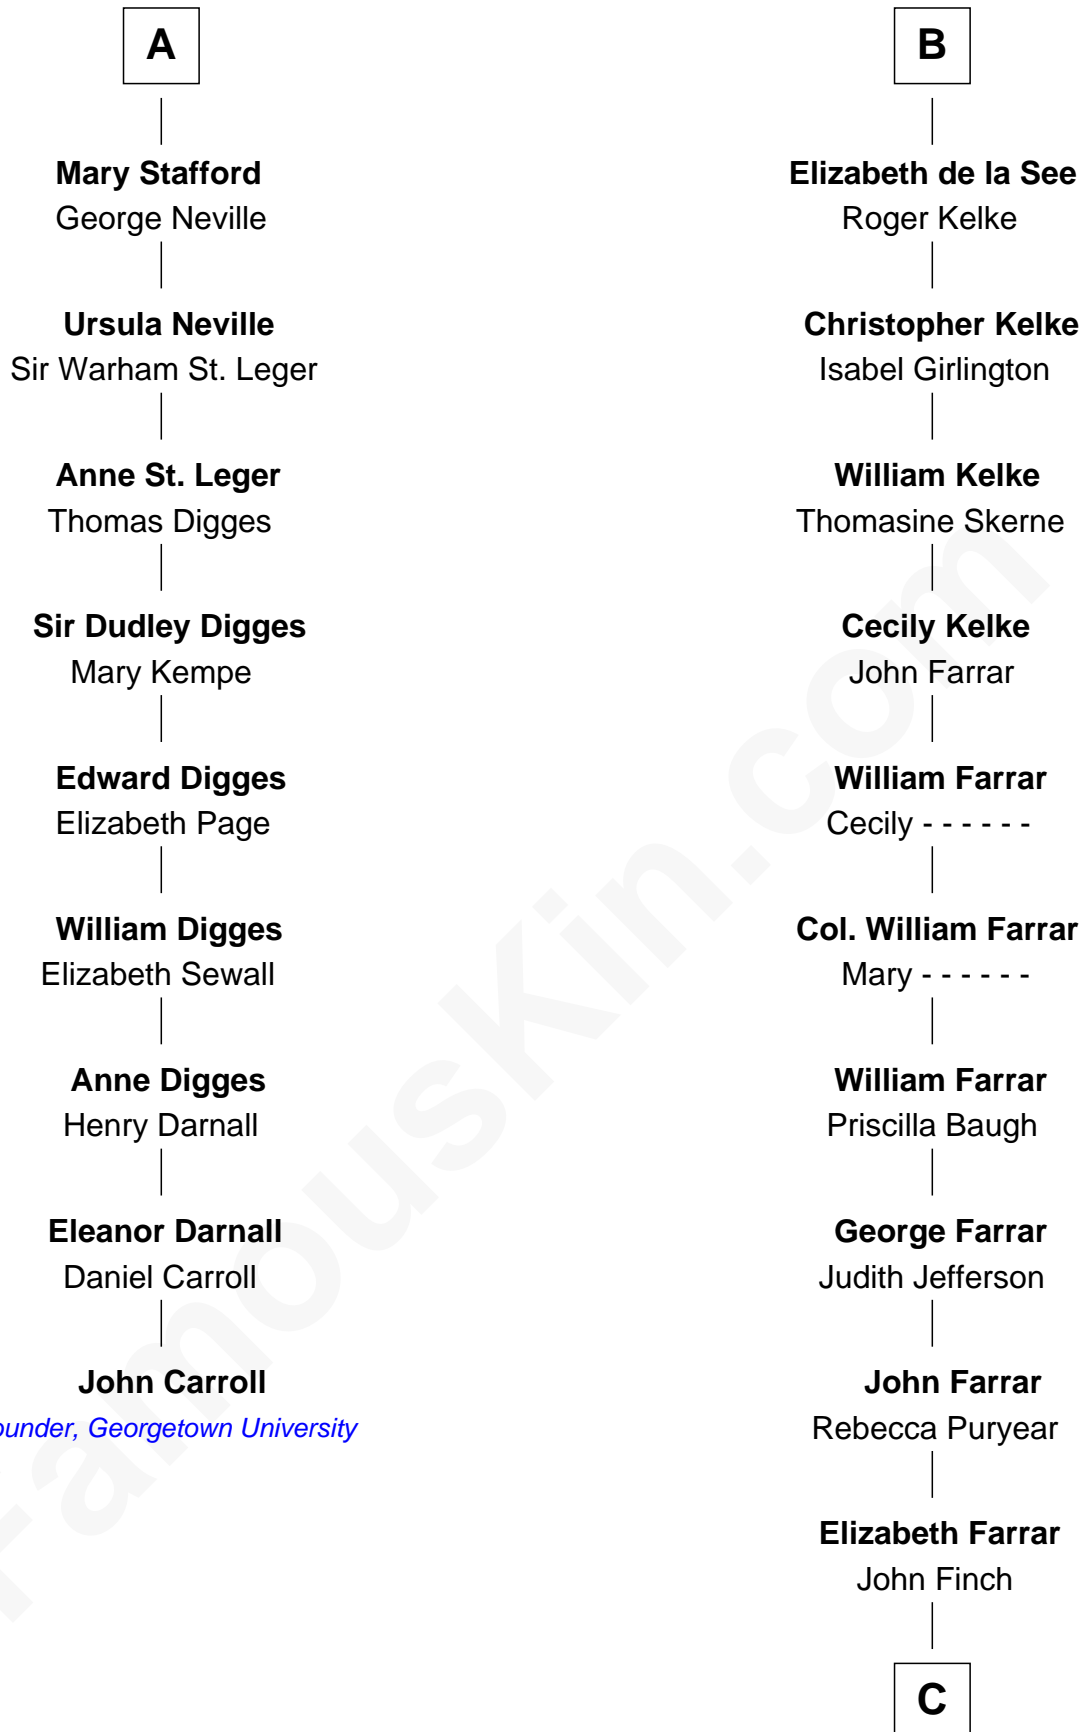 A
Mary Stafford
George Neville
Ursula Neville
Sir Warham St. Leger
Anne St. Leger
Thomas Digges
Sir Dudley Digges
Mary Kempe
Edward Digges
Elizabeth Page
William Digges
Elizabeth Sewall
Anne Digges
Henry Darnall
Eleanor Darnall
Daniel Carroll
John Carroll
ounder, Georgetown University
B
Elizabeth de la See
Roger Kelke
Christopher Kelke
Isabel Girlington
William Kelke
Thomasine Skerne
Cecily Kelke
John Farrar
William Farrar
Cecily - - - - - -
Col. William Farrar
Mary - - - - - -
William Farrar
Priscilla Baugh
George Farrar
Judith Jefferson
John Farrar
Rebecca Puryear
Elizabeth Farrar
John Finch
C
FamousKin.com